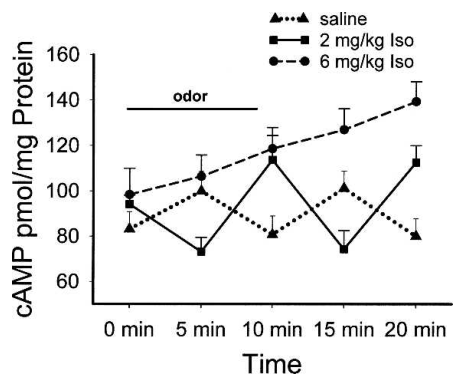 saline
2 mg/kg Iso
6 mg/kg Iso
cAMP pmol/mg Protein
160
140
120
100
80
60
odor
0 min 5 min 10 min 15 min 20 min
Time